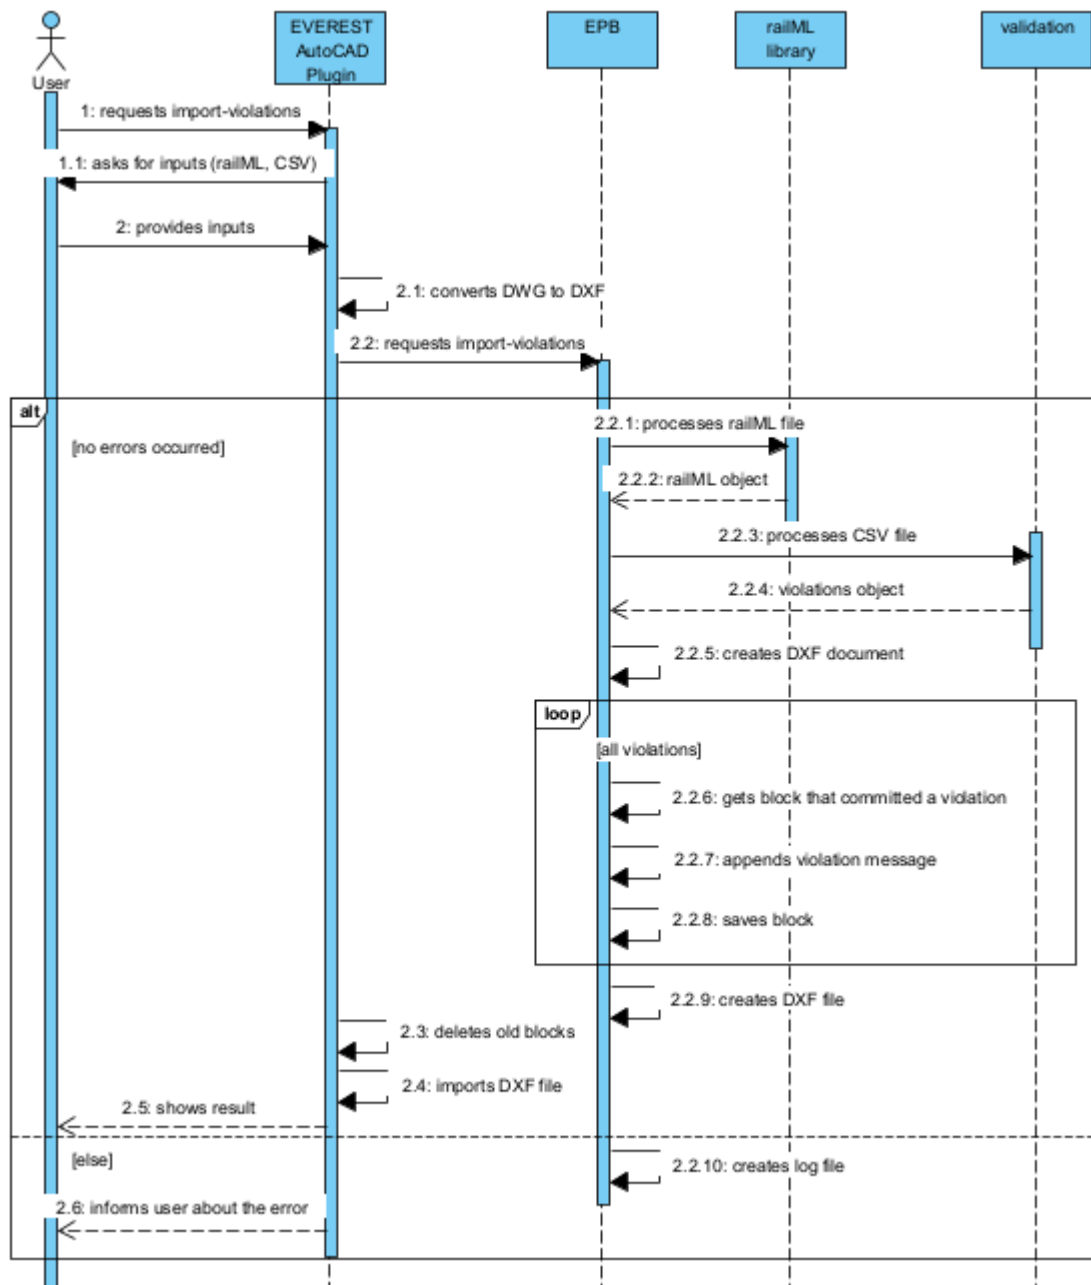 EVEREST
AutoCAD
Plugin
EPB
railML
library
validation
User
1: requests import-violations
1.1: asks for inputs (railML, CSV)
2: provides inputs
2.1: converts DWG to DXF
2.2: requests import-violations
alt
[no errors occurred]
2.2.1: processes railML file
2.2.2: railML object
2.2.3: processes CSV file
2.2.4: violations object
2.2.5: creates DXF document
loop
[all violations]
2.2.6: gets block that committed a violation
2.2.7: appends violation message
2.2.8: saves block
2.2.9: creates DXF file
2.3: deletes old blocks
2.4: imports DXF file
2.5: shows result
[else]
2.2.10: creates log file
2.6: informs user about the error